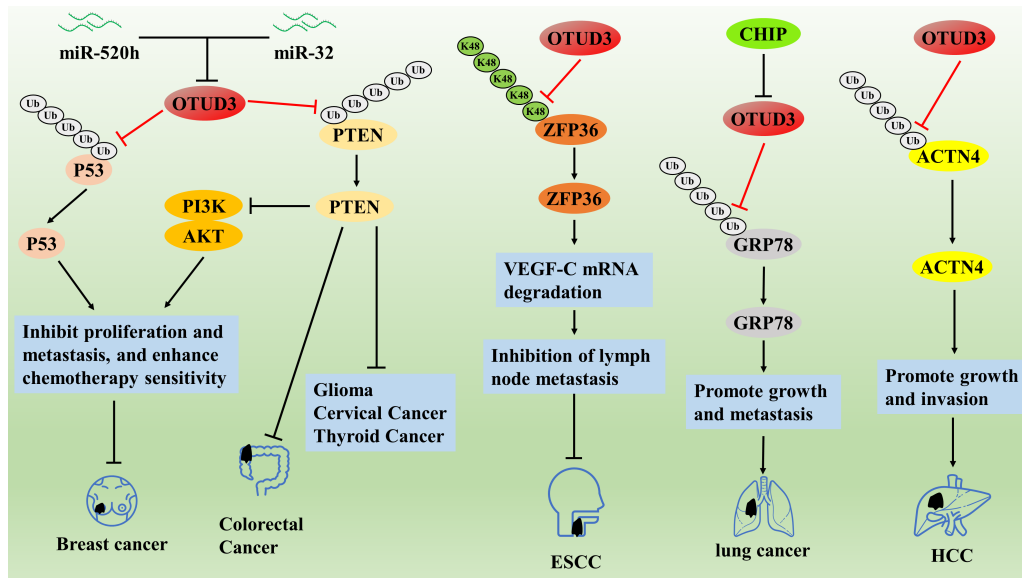 miR-520h
miR-32
OTUD3
Ub
Ub
Ub
Ub
Ub
P53
P53
Ub
Ub
Ub
Ub
Ub
PTEN
PTEN
PI3K
AKT
Inhibit proliferation and
metastasis, and enhance
chemotherapy sensitivity
Breast cancer
Glioma
Cervical Cancer
Thyroid Cancer
Colorectal
Cancer
OTUD3
K48
K48
K48
K48
K48
ZFP36
ZFP36
VEGF-C mRNA
degradation
Inhibition of lymph
node metastasis
ESCC
CHIP
OTUD3
Ub
Ub
Ub
Ub
Ub
GRP78
GRP78
Promote growth
and metastasis
lung cancer
OTUD3
Ub
Ub
Ub
Ub
Ub
ACTN4
ACTN4
Promote growth
and invasion
HCC